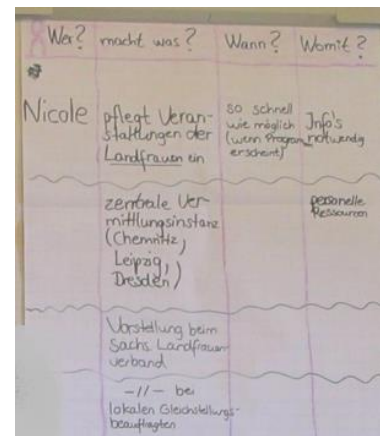 Wer? macht was? Wann? Womit?
Nicole
pflegt Veran-
staltungen der
Landfrauen ein
so schnell
wie möglich
(wenn Programm
erscheint)
Info's
notwendig
zentrale Ver-
mittlungsinstanz
(Chemnitz,
Leipzig,
Dresden)
personelle
Ressourcen
Vorstellung beim
Sächs. Landfrauen-
verband
-//- bei
lokalen Gleichstellungs-
beauftragten